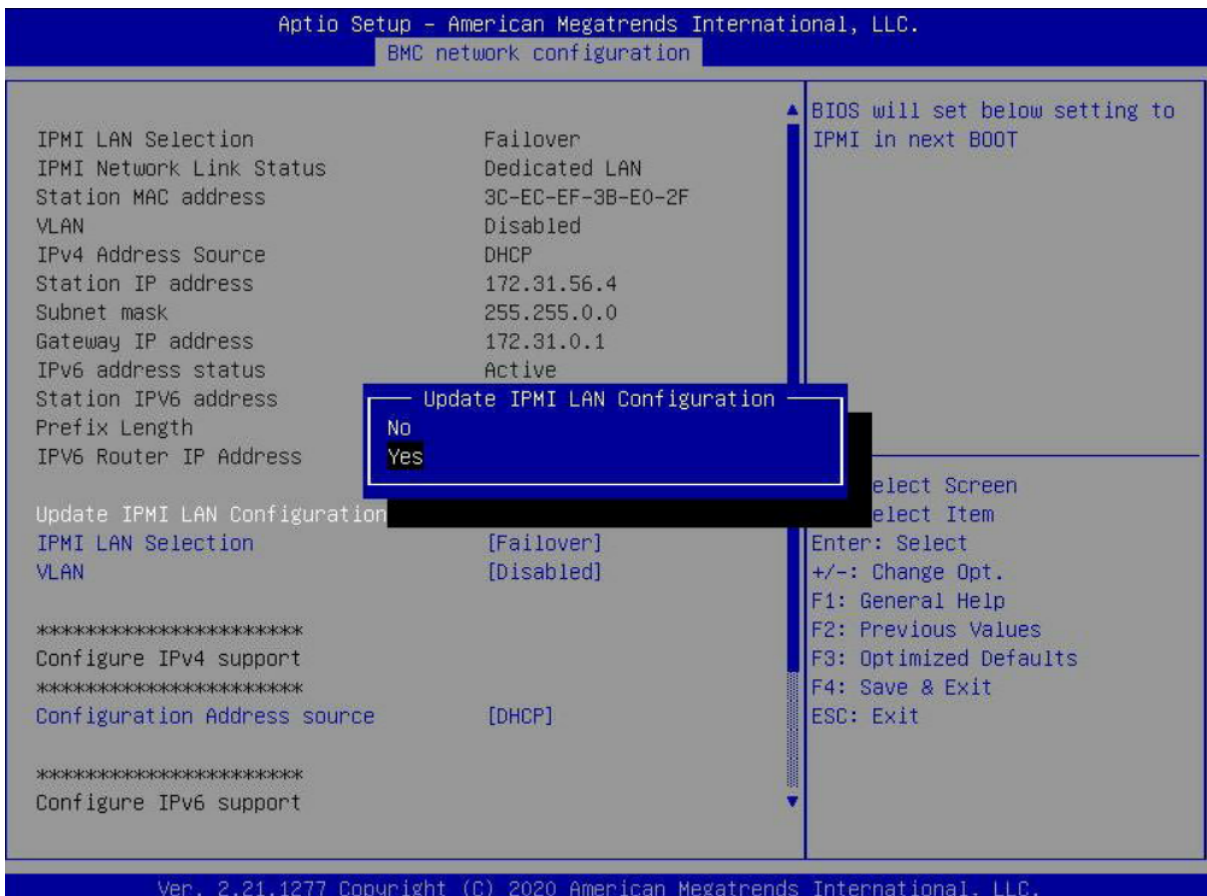 Aptio Setup – American Megatrends International, LLC.
BMC network configuration
IPMI LAN Selection Failover
IPMI Network Link Status Dedicated LAN
Station MAC address 3C-EC-EF-3B-E0-2F
VLAN Disabled
IPv4 Address Source DHCP
Station IP address 172.31.56.4
Subnet mask 255.255.0.0
Gateway IP address 172.31.0.1
IPv6 address status Active
Station IPV6 address
Prefix Length
IPV6 Router IP Address
Update IPMI LAN Configuration
No
Yes
Update IPMI LAN Configuration
IPMI LAN Selection [Failover]
VLAN [Disabled]
**********************
Configure IPv4 support
**********************
Configuration Address source [DHCP]
**********************
Configure IPv6 support
BIOS will set below setting to
IPMI in next BOOT
elect Screen
elect Item
Enter: Select
+/-: Change Opt.
F1: General Help
F2: Previous Values
F3: Optimized Defaults
F4: Save & Exit
ESC: Exit
Ver. 2.21.1277 Copyright (C) 2020 American Megatrends International, LLC.